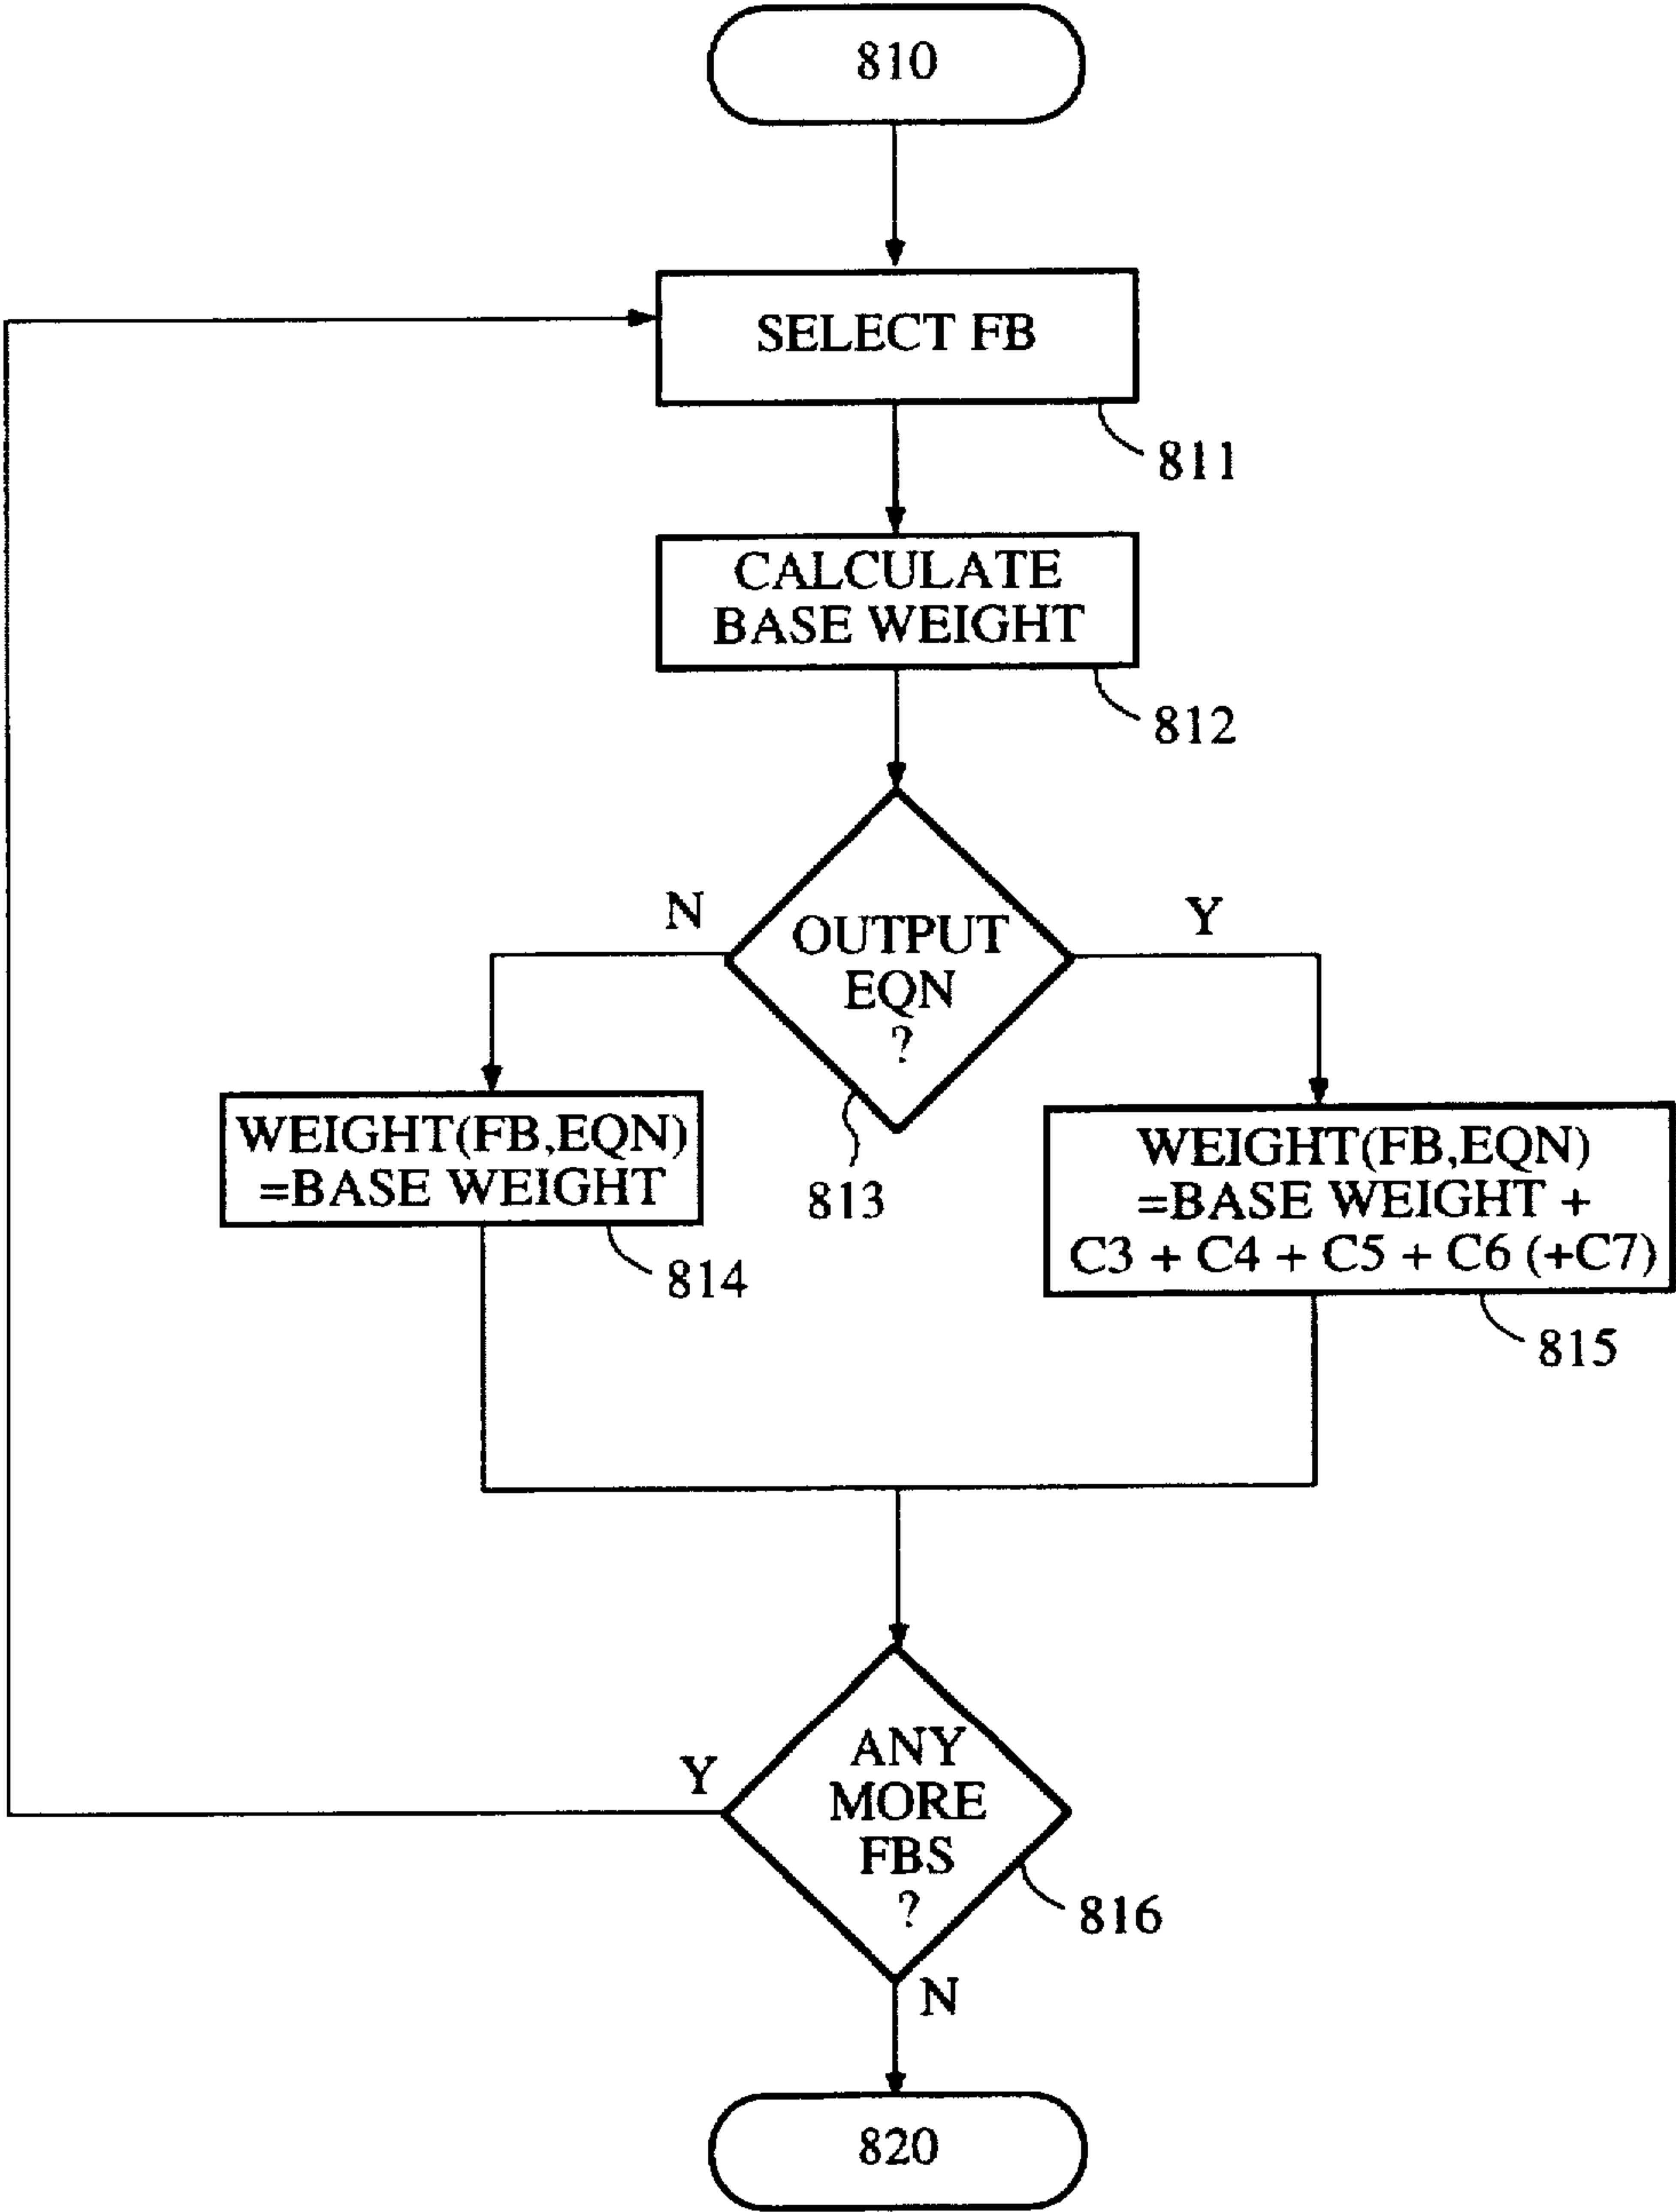 810
SELECT FB
811
CALCULATE
BASE WEIGHT
812
N
Y
OUTPUT
EQN
?
813
WEIGHT(FB,EQN)
=BASE WEIGHT
814
WEIGHT(FB,EQN)
=BASE WEIGHT +
C3 + C4 + C5 + C6 (+C7)
815
Y
ANY
MORE
FBS
?
816
N
820